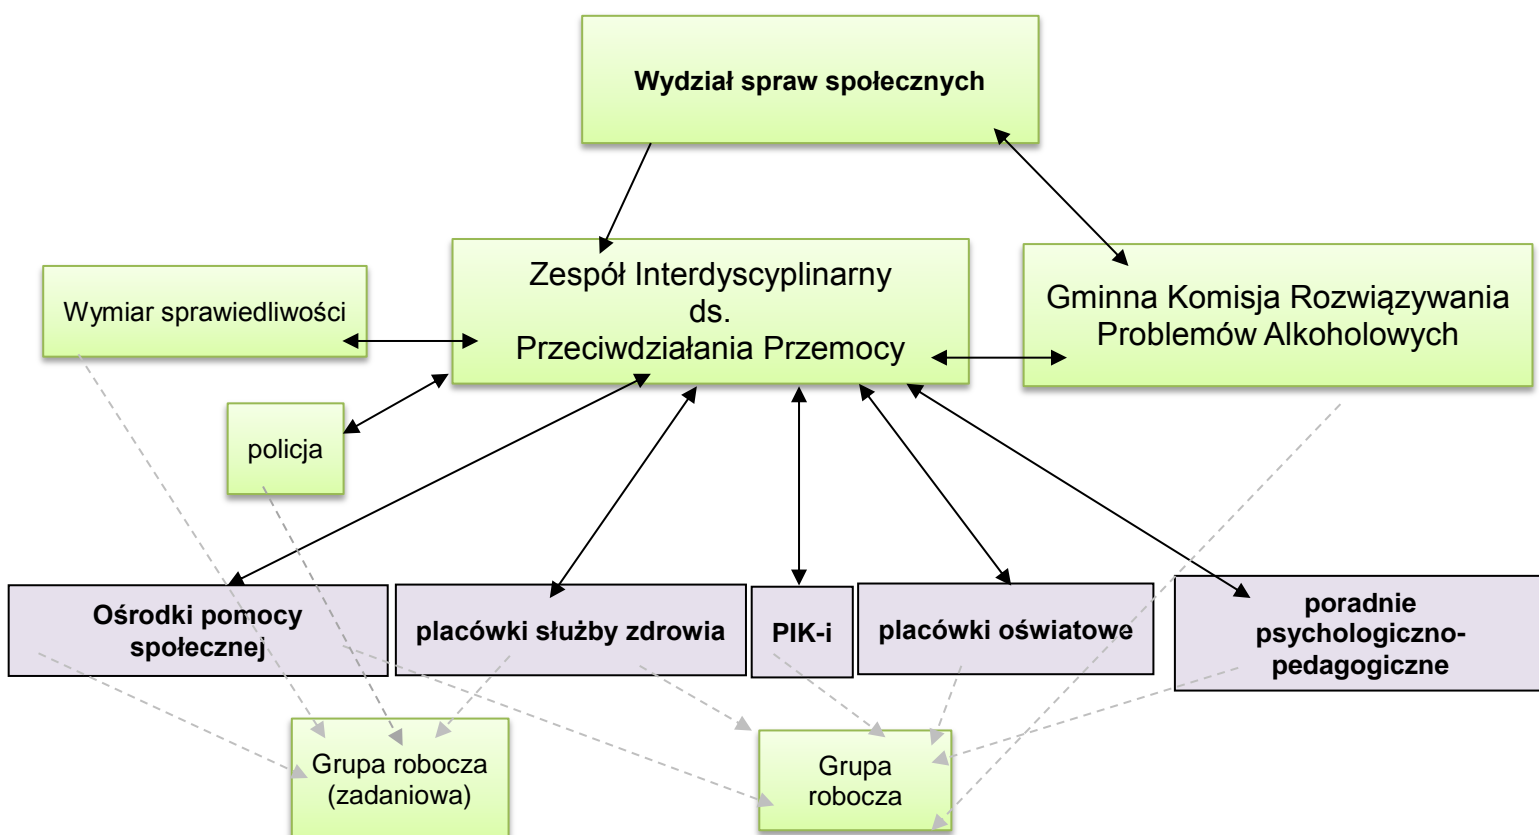 Wydział spraw społecznych
Zespół Interdyscyplinarny
ds.
Przeciwdziałania Przemocy
Wymiar sprawiedliwości
Gminna Komisja Rozwiązywania
Problemów Alkoholowych
policja
Ośrodki pomocy
społecznej
placówki służby zdrowia
PIK-i
placówki oświatowe
poradnie
psychologiczno-
pedagogiczne
Grupa robocza
(zadaniowa)
Grupa
robocza